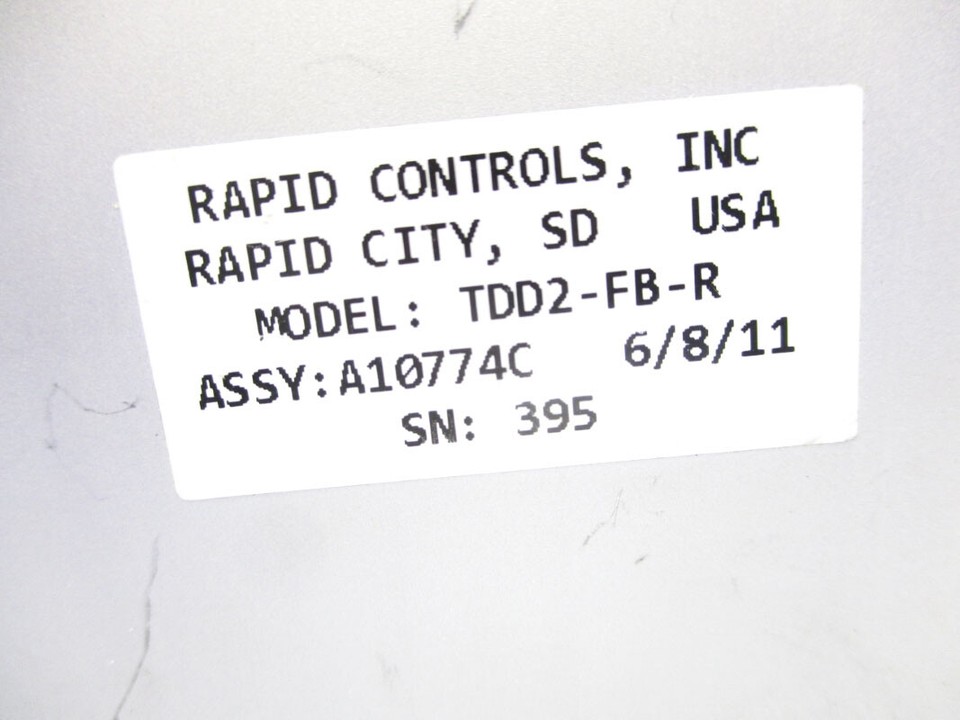 RAPID CONTROLS, INC
RAPID CITY, SD USA
MODEL: TDD2-FB-R
ASSY:A10774C 6/8/11
SN: 395